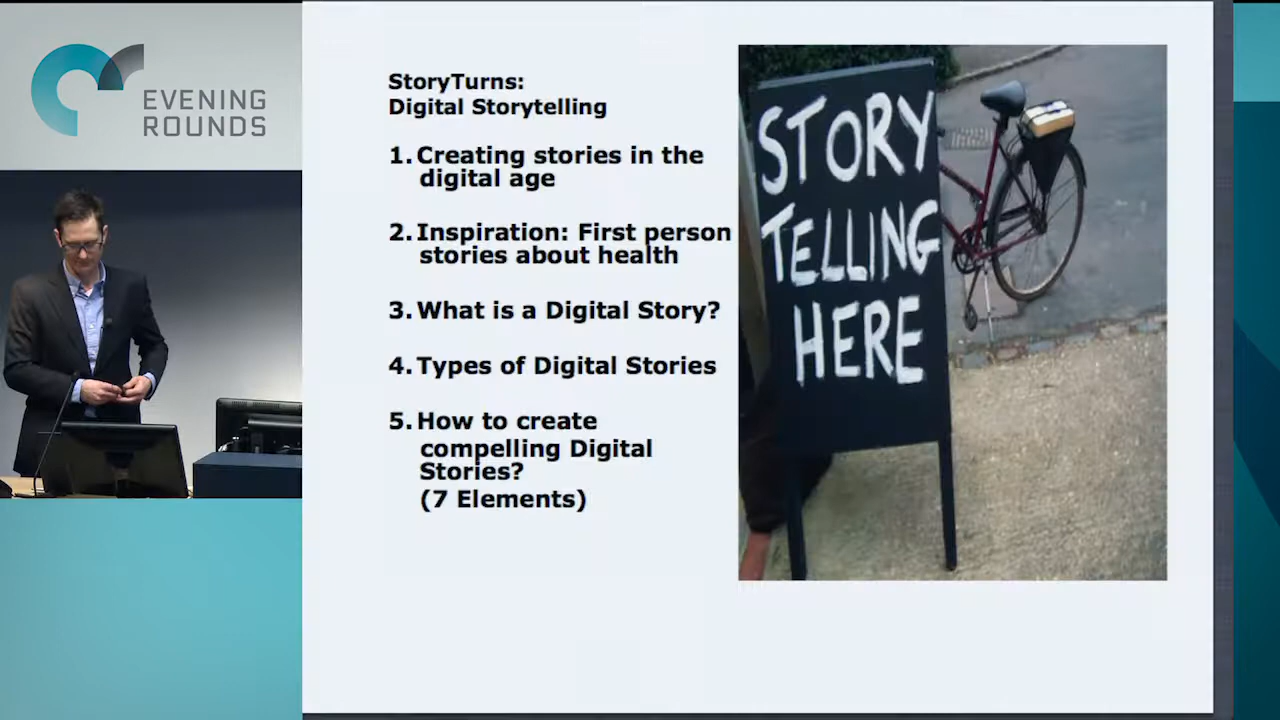 EVENING
ROUNDS
StoryTurns:
Digital Storytelling
1. Creating stories in the
digital age
2. Inspiration: First person
stories about health
3. What is a Digital Story?
4. Types of Digital Stories
5. How to create
compelling Digital
Stories?
(7 Elements)
STORY
TELLING
HERE